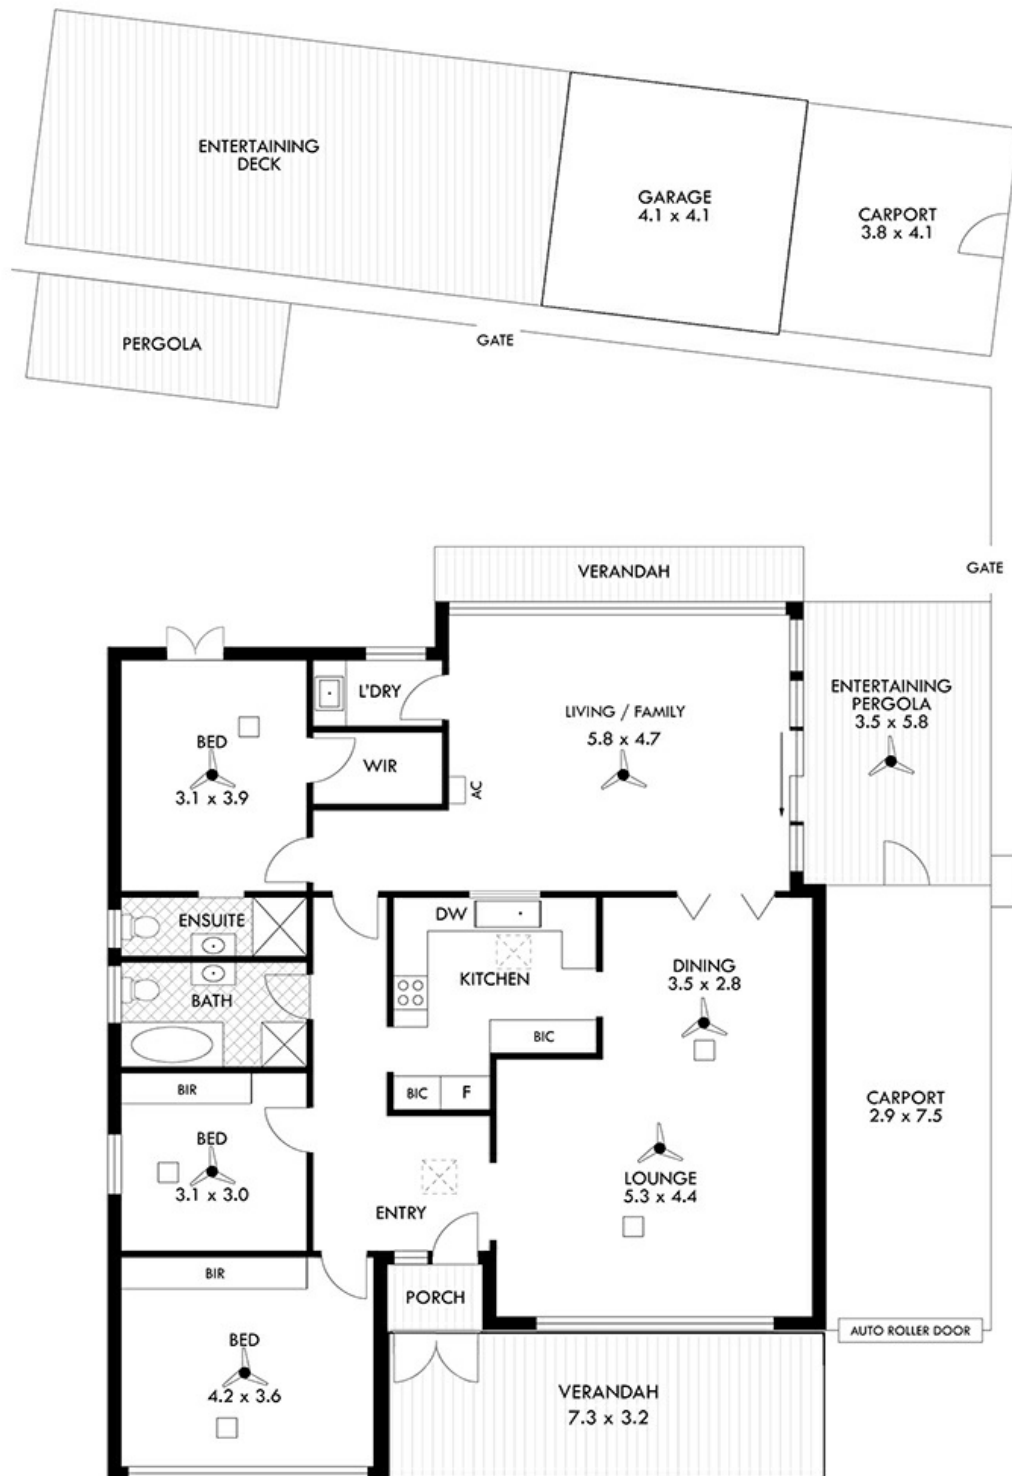 ENTERTAINING
DECK
GARAGE
4.1 x 4.1
CARPORT
3.8 x 4.1
PERGOLA
GATE
GATE
VERANDAH
ENTERTAINING
PERGOLA
3.5 x 5.8
L'DRY
LIVING / FAMILY
5.8 x 4.7
BED
3.1 x 3.9
WIR
AC
ENSUITE
DW
KITCHEN
DINING
3.5 x 2.8
BATH
BIC
BIR
BIC
F
CARPORT
2.9 x 7.5
BED
3.1 x 3.0
LOUNGE
5.3 x 4.4
ENTRY
BIR
PORCH
AUTO ROLLER DOOR
BED
4.2 x 3.6
VERANDAH
7.3 x 3.2